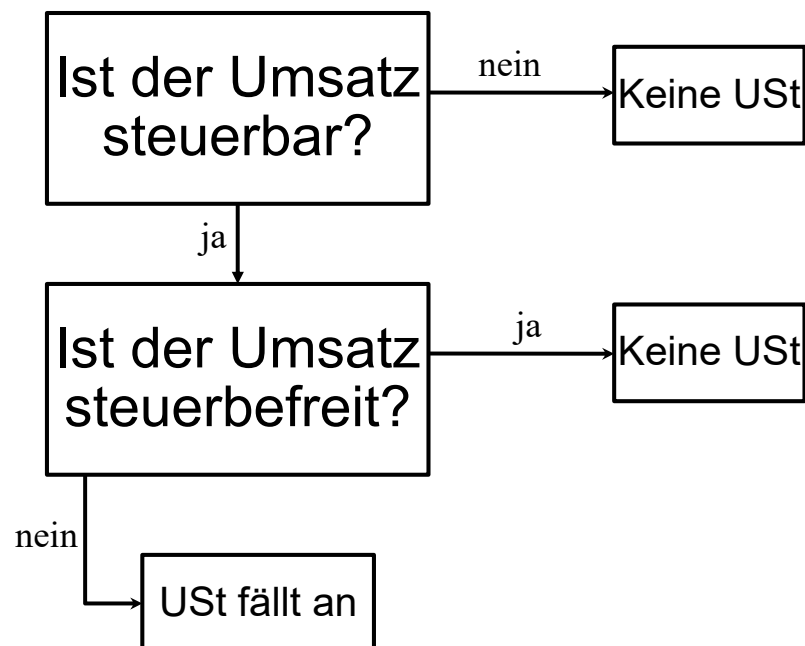 Ist der Umsatz
steuerbar?
nein
Keine USt
ja
Ist der Umsatz
steuerbefreit?
ja
Keine USt
nein
USt fällt an